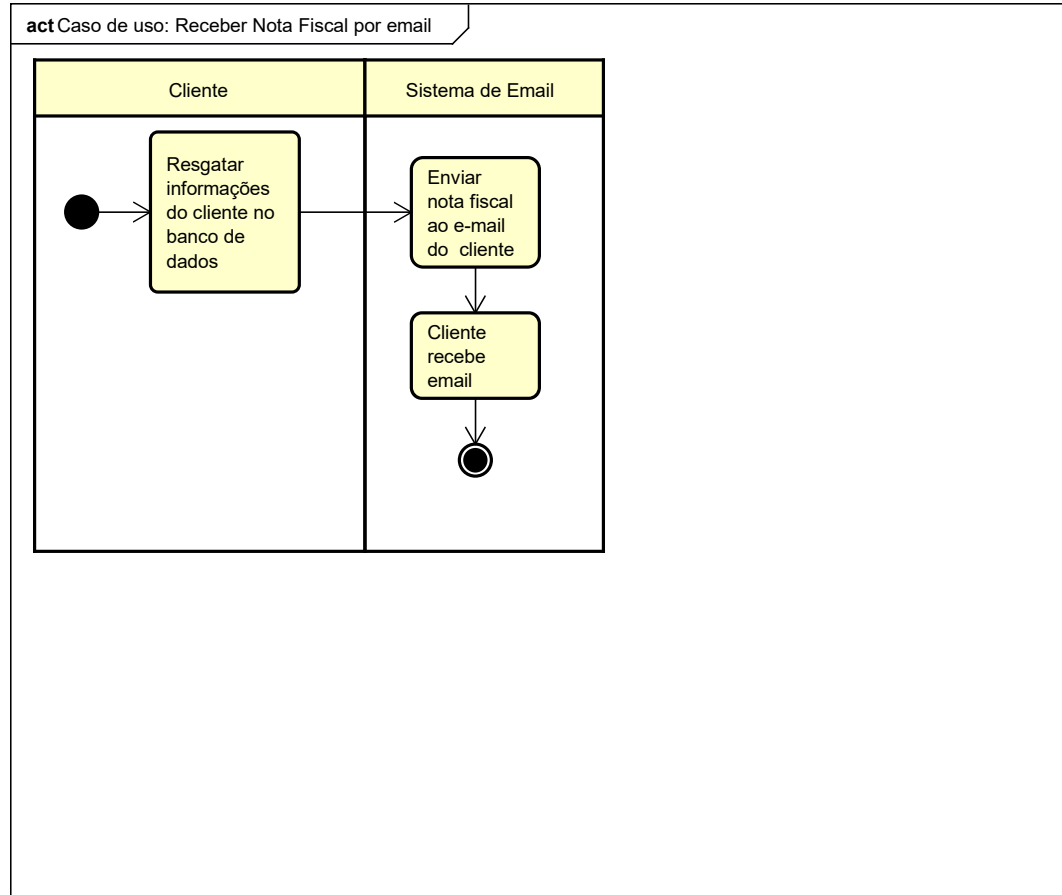 act Caso de uso: Receber Nota Fiscal por email
Cliente
Sistema de Email
Resgatar
informações
do cliente no
banco de
dados
Enviar
nota fiscal
ao e-mail
do  cliente
Cliente
recebe
email